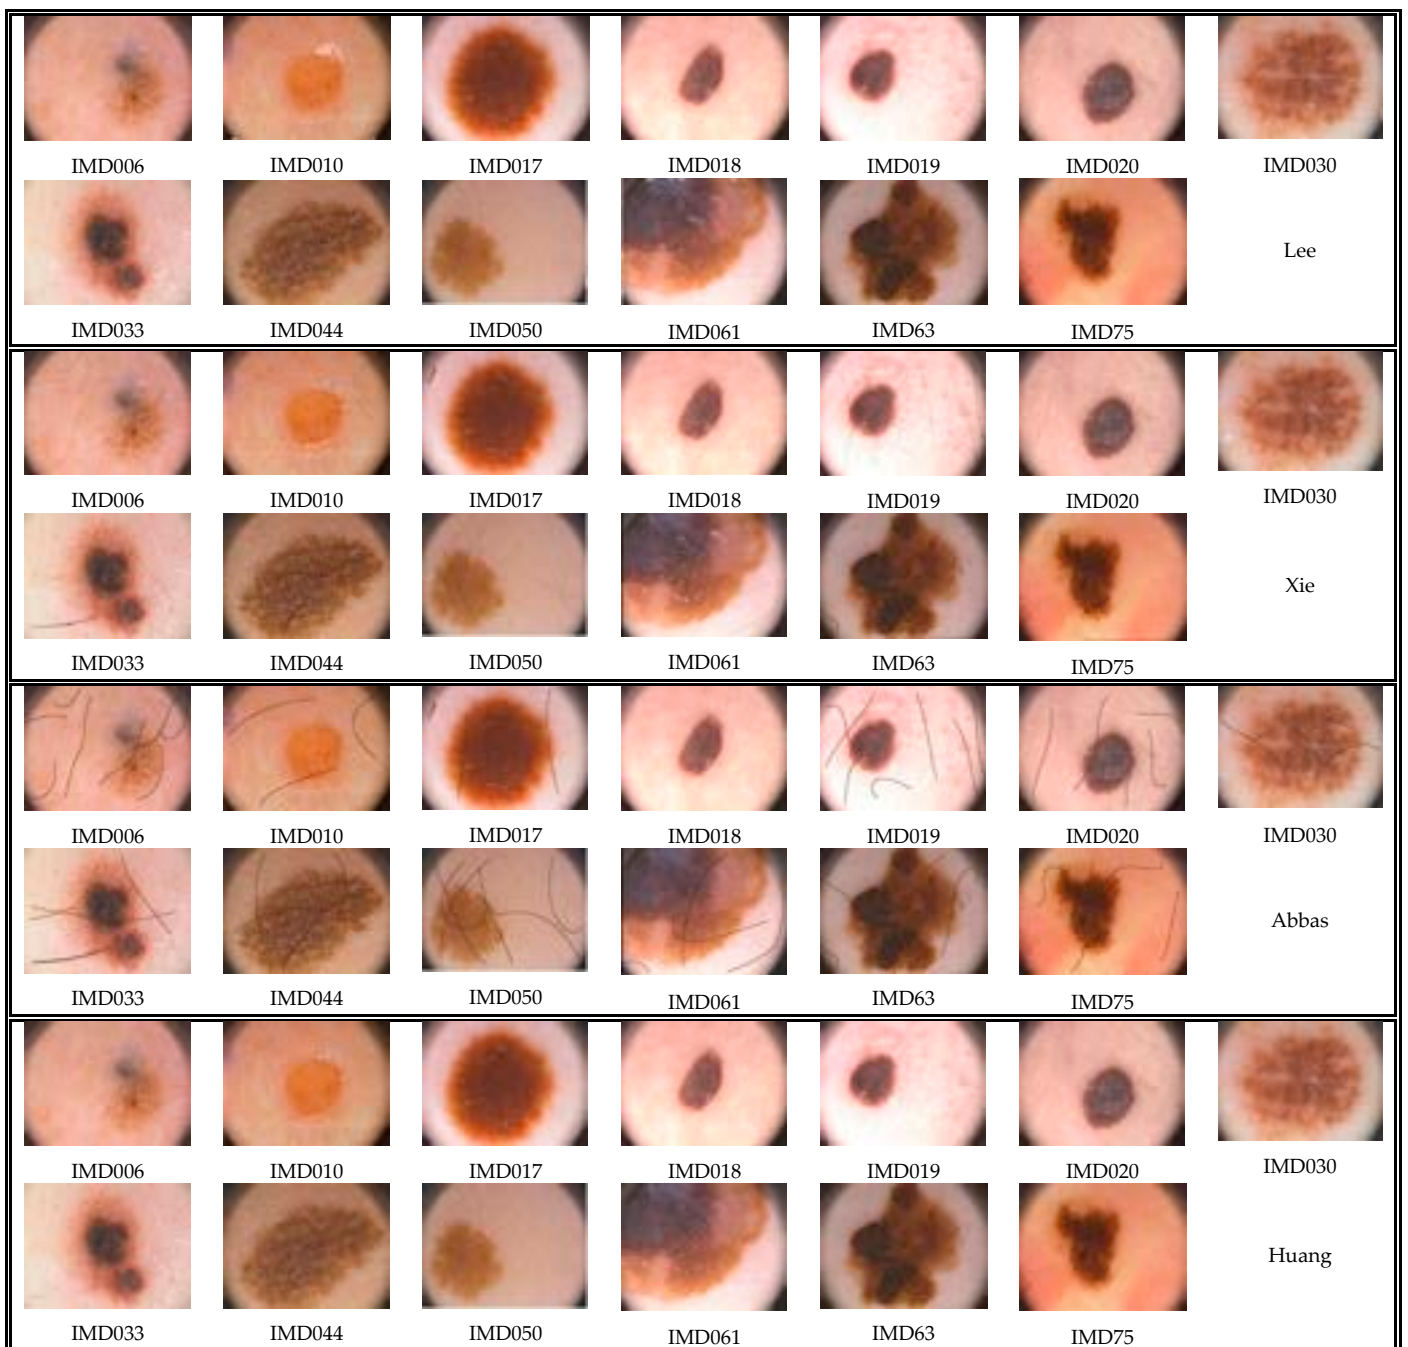 IMD006 IMD010 IMD017 IMD018 IMD019 IMD020 IMD030
Lee
IMD033 IMD044 IMD050 IMD061 IMD63 IMD75
IMD006 IMD010 IMD017 IMD018 IMD019 IMD020 IMD030
Xie
IMD033 IMD044 IMD050 IMD061 IMD63 IMD75
IMD006 IMD010 IMD017 IMD018 IMD019 IMD020 IMD030
Abbas
IMD033 IMD044 IMD050 IMD061 IMD63 IMD75
IMD006 IMD010 IMD017 IMD018 IMD019 IMD020 IMD030
Huang
IMD033 IMD044 IMD050 IMD061 IMD63 IMD75